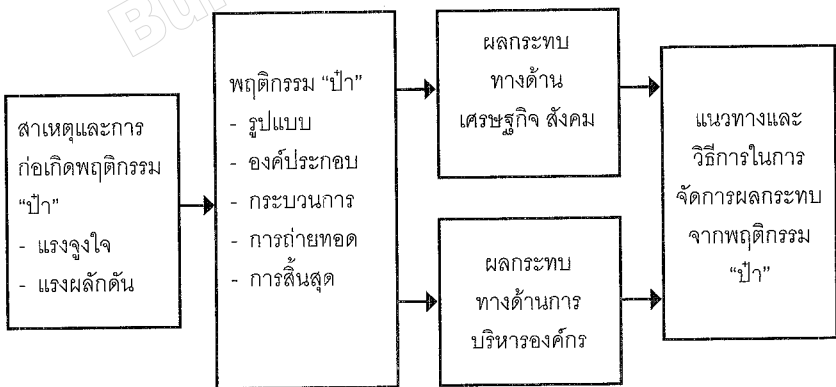 สาเหตุและการ
ก่อเกิดพฤติกรรม
“ป๋า”
- แรงจูงใจ
- แรงผลักดัน
พฤติกรรม “ป๋า”
- รูปแบบ
- องค์ประกอบ
- กระบวนการ
- การถ่ายทอด
- การสิ้นสุด
ผลกระทบ
ทางด้าน
เศรษฐกิจ สังคม
ผลกระทบ
ทางด้านการ
บริหารองค์กร
แนวทางและ
วิธีการในการ
จัดการผลกระทบ
จากพฤติกรรม
“ป๋า”